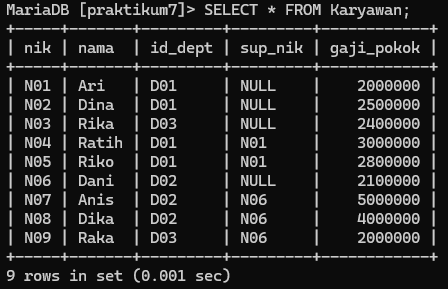 MariaDB [praktikum7]> SELECT * FROM Karyawan;
+-----+-------+---------+---------+------------+
| nik | nama  | id_dept | sup_nik | gaji_pokok |
+-----+-------+---------+---------+------------+
| N01 | Ari   | D01     | NULL    |    2000000 |
| N02 | Dina  | D01     | NULL    |    2500000 |
| N03 | Rika  | D03     | NULL    |    2400000 |
| N04 | Ratih | D01     | N01     |    3000000 |
| N05 | Riko  | D01     | N01     |    2800000 |
| N06 | Dani  | D02     | NULL    |    2100000 |
| N07 | Anis  | D02     | N06     |    5000000 |
| N08 | Dika  | D02     | N06     |    4000000 |
| N09 | Raka  | D03     | N06     |    2000000 |
+-----+-------+---------+---------+------------+
9 rows in set (0.001 sec)